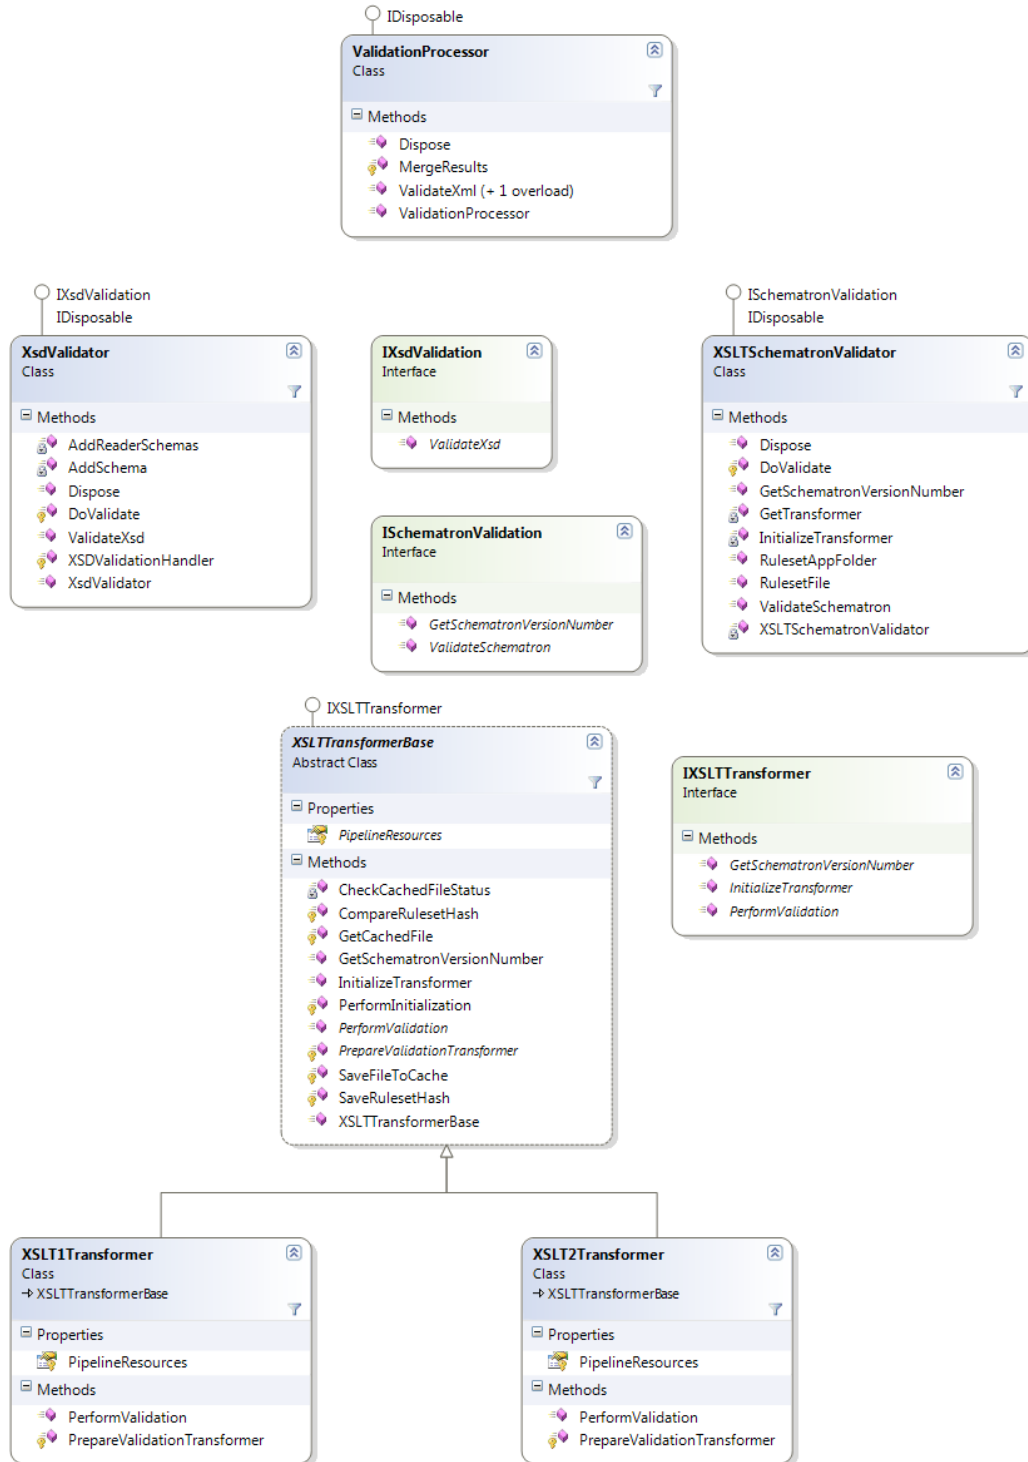 IDisposable
ValidationProcessor
Class
Methods
Dispose
MergeResults
ValidateXml (+ 1 overload)
ValidationProcessor
IXsdValidation
IDisposable
XsdValidator
Class
Methods
AddReaderSchemas
AddSchema
Dispose
DoValidate
ValidateXsd
XSDValidationHandler
XsdValidator
IXsdValidation
Interface
Methods
ValidateXsd
ISchematronValidation
Interface
Methods
GetSchematronVersionNumber
ValidateSchematron
ISchematronValidation
IDisposable
XSLTSchematronValidator
Class
Methods
Dispose
DoValidate
GetSchematronVersionNumber
GetTransformer
InitializeTransformer
RulesetAppFolder
RulesetFile
ValidateSchematron
XSLTSchematronValidator
IXSLTTransformer
XSLTTransformerBase
Abstract Class
Properties
PipelineResources
Methods
CheckCachedFileStatus
CompareRulesetHash
GetCachedFile
GetSchematronVersionNumber
InitializeTransformer
PerformInitialization
PerformValidation
PrepareValidationTransformer
SaveFileToCache
SaveRulesetHash
XSLTTransformerBase
IXSLTTransformer
Interface
Methods
GetSchematronVersionNumber
InitializeTransformer
PerformValidation
XSLT1Transformer
Class
XSLTTransformerBase
Properties
PipelineResources
Methods
PerformValidation
PrepareValidationTransformer
XSLT2Transformer
Class
XSLTTransformerBase
Properties
PipelineResources
Methods
PerformValidation
PrepareValidationTransformer